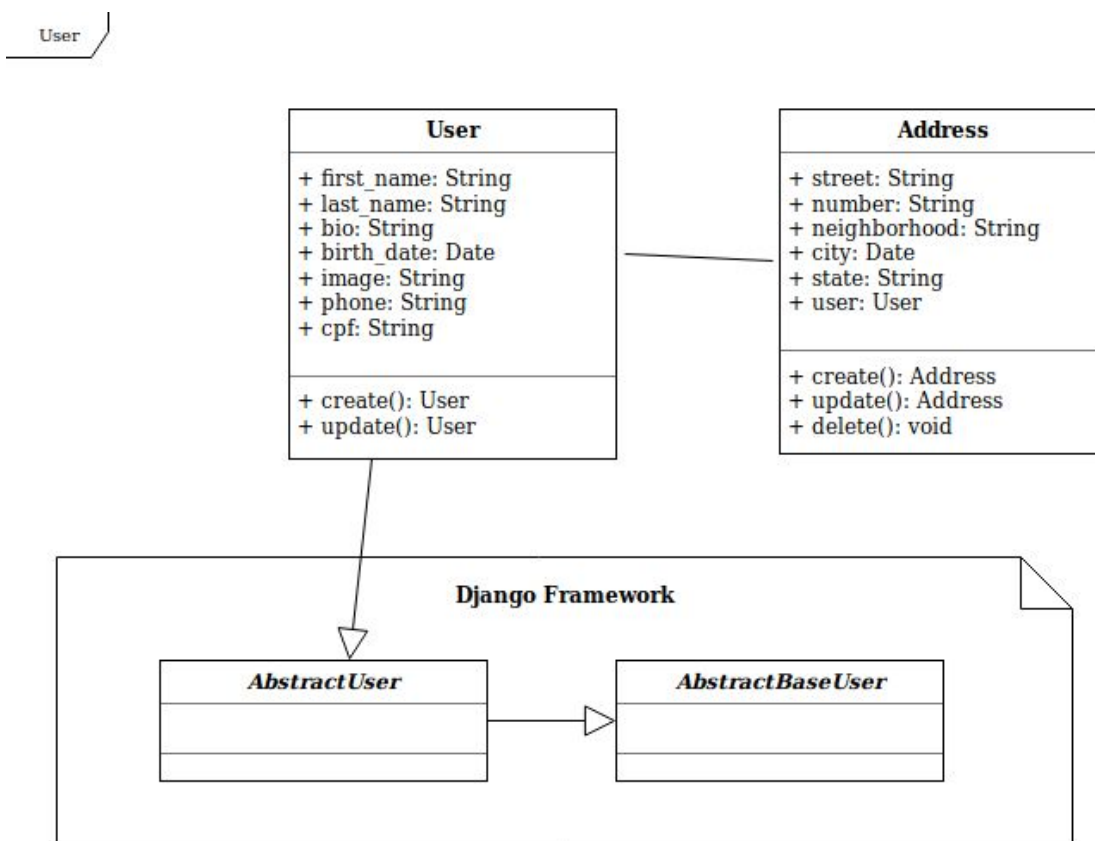 User
User
+ first_name: String
+ last_name: String
+ bio: String
+ birth_date: Date
+ image: String
+ phone: String
+ cpf: String
+ create(): User
+ update(): User
Address
+ street: String
+ number: String
+ neighborhood: String
+ city: Date
+ state: String
+ user: User
+ create(): Address
+ update(): Address
+ delete(): void
Django Framework
AbstractUser
AbstractBaseUser